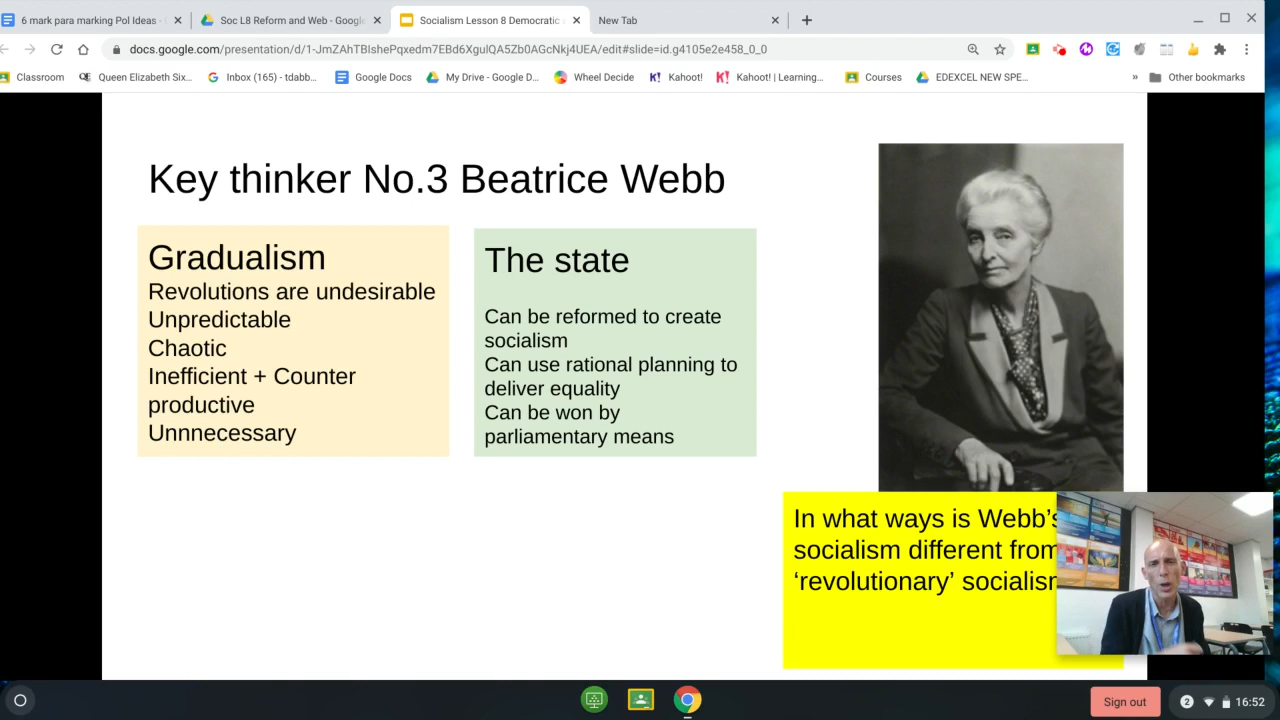 6 mark para marking Pol Ideas -
Soc L8 Reform and Web - Google
Socialism Lesson 8 Democratic
New Tab
docs.google.com/presentation/d/1-JmZAhTBIshePqxedm7EBd6XgulQA5Zb0AGcNkj4UEA/edit#slide=id.g4105e2e458_0_0
Classroom
Queen Elizabeth Six...
Inbox (165) - tdabb...
Google Docs
My Drive - Google D...
Wheel Decide
Kahoot!
Kahoot! | Learning...
Courses
EDEXCEL NEW SPE...
»
Other bookmarks
Key thinker No.3 Beatrice Webb
Gradualism
Revolutions are undesirable
Unpredictable
Chaotic
Inefficient + Counter
productive
Unnnecessary
The state
Can be reformed to create
socialism
Can use rational planning to
deliver equality
Can be won by
parliamentary means
In what ways is Webb's
socialism different from
‘revolutionary’ socialism
Sign out
2
16:52